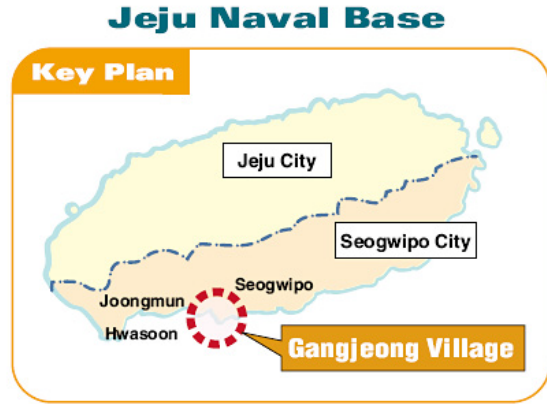 Jeju Naval Base
Key Plan
Jeju City
Seogwipo City
Seogwipo
Joongmun
Hwasoon
Gangjeong Village